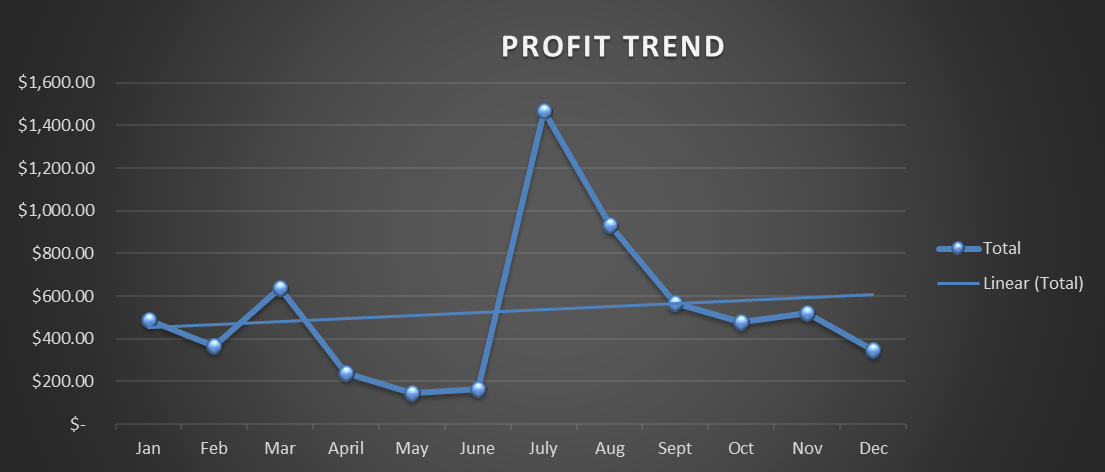 PROFIT TREND
$1,600.00
$1,400.00
$1,200.00
$1,000.00
$800.00
$600.00
$400.00
$200.00
$-
Jan Feb Mar April May June July Aug Sept Oct Nov Dec
Total
Linear (Total)